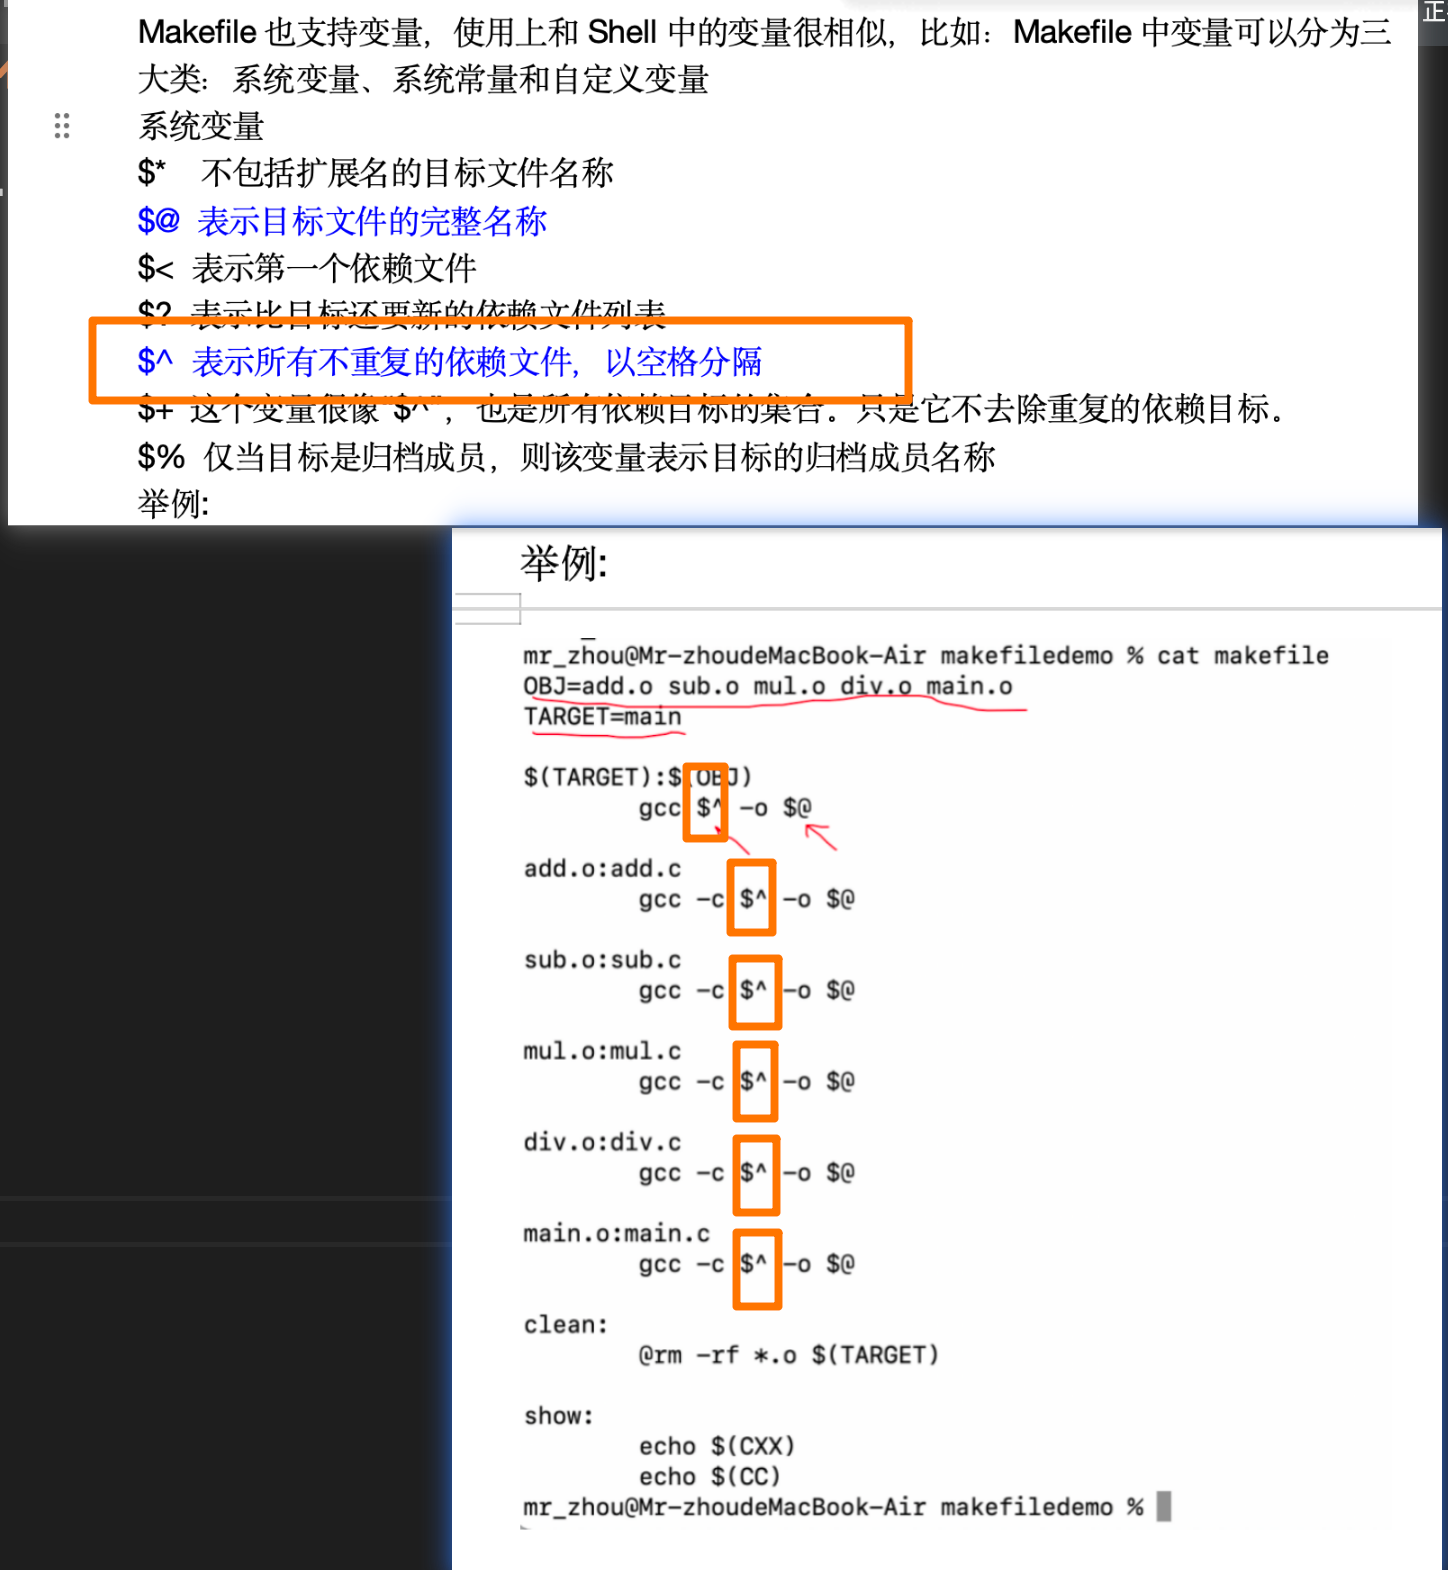 正
Makefile 也支持变量，使用上和 Shell 中的变量很相似，比如：Makefile 中变量可以分为三
大类：系统变量、系统常量和自定义变量
系统变量
$*   不包括扩展名的目标文件名称
$@  表示目标文件的完整名称
$<  表示第一个依赖文件
$?  表示比目标还要新的依赖文件列表
$^  表示所有不重复的依赖文件，以空格分隔
$+  这个变量很像“$^”，也是所有依赖目标的集合。只是它不去除重复的依赖目标。
$%  仅当目标是归档成员，则该变量表示目标的归档成员名称
举例:
举例:
mr_zhou@Mr-zhoudeMacBook-Air makefiledemo % cat makefile
OBJ=add.o sub.o mul.o div.o main.o
TARGET=main
$(TARGET):$(OBJ)
        gcc $^ -o $@
add.o:add.c
        gcc -c $^ -o $@
sub.o:sub.c
        gcc -c $^ -o $@
mul.o:mul.c
        gcc -c $^ -o $@
div.o:div.c
        gcc -c $^ -o $@
main.o:main.c
        gcc -c $^ -o $@
clean:
        @rm -rf *.o $(TARGET)
show:
        echo $(CXX)
        echo $(CC)
mr_zhou@Mr-zhoudeMacBook-Air makefiledemo %